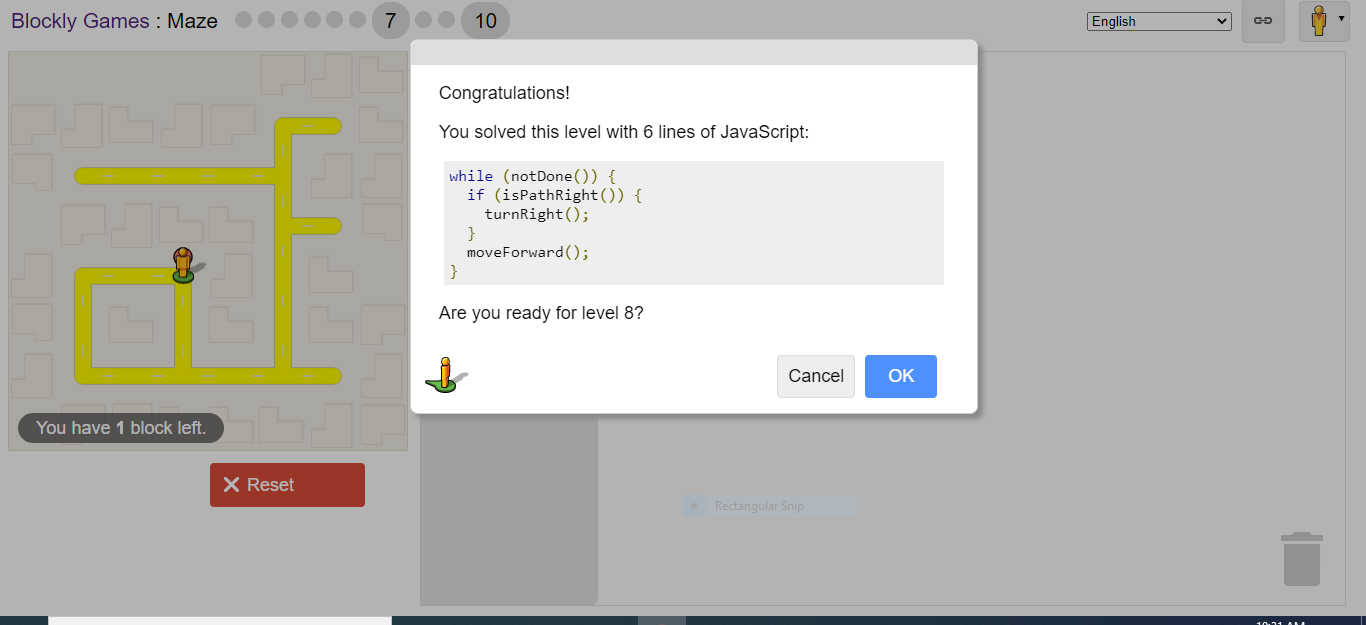 Blockly Games : Maze 7 10 English
Congratulations!
You solved this level with 6 lines of JavaScript:
while (notDone()) {
if (isPathRight()) {
turnRight();
}
moveForward();
}
Are you ready for level 8?
Cancel OK
You have 1 block left.
Reset
Rectangular Snip